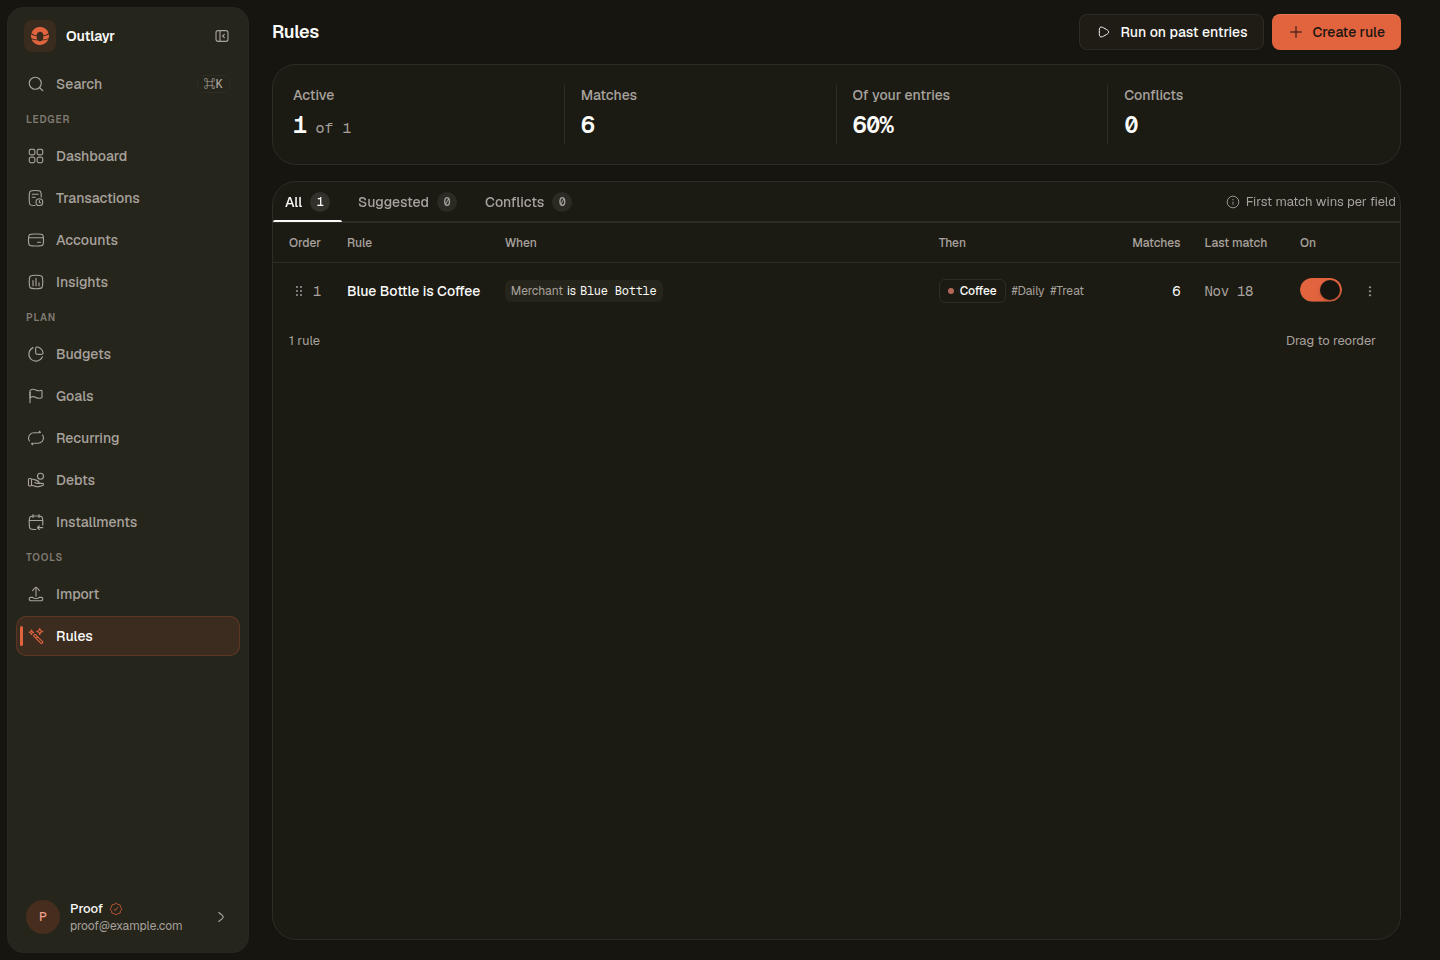 Outlayr
Search ⌘K
LEDGER
Dashboard
Transactions
Accounts
Insights
PLAN
Budgets
Goals
Recurring
Debts
Installments
TOOLS
Import
Rules
Proof
P
proof@example.com
Rules
Run on past entries
Create rule
Active
1 of 1
Matches
6
Of your entries
60%
Conflicts
0
All 1 Suggested 0 Conflicts 0 First match wins per field
Order Rule When Then Matches Last match On
1 Blue Bottle is Coffee Merchant is Blue Bottle Coffee #Daily #Treat 6 Nov 18
1 rule Drag to reorder